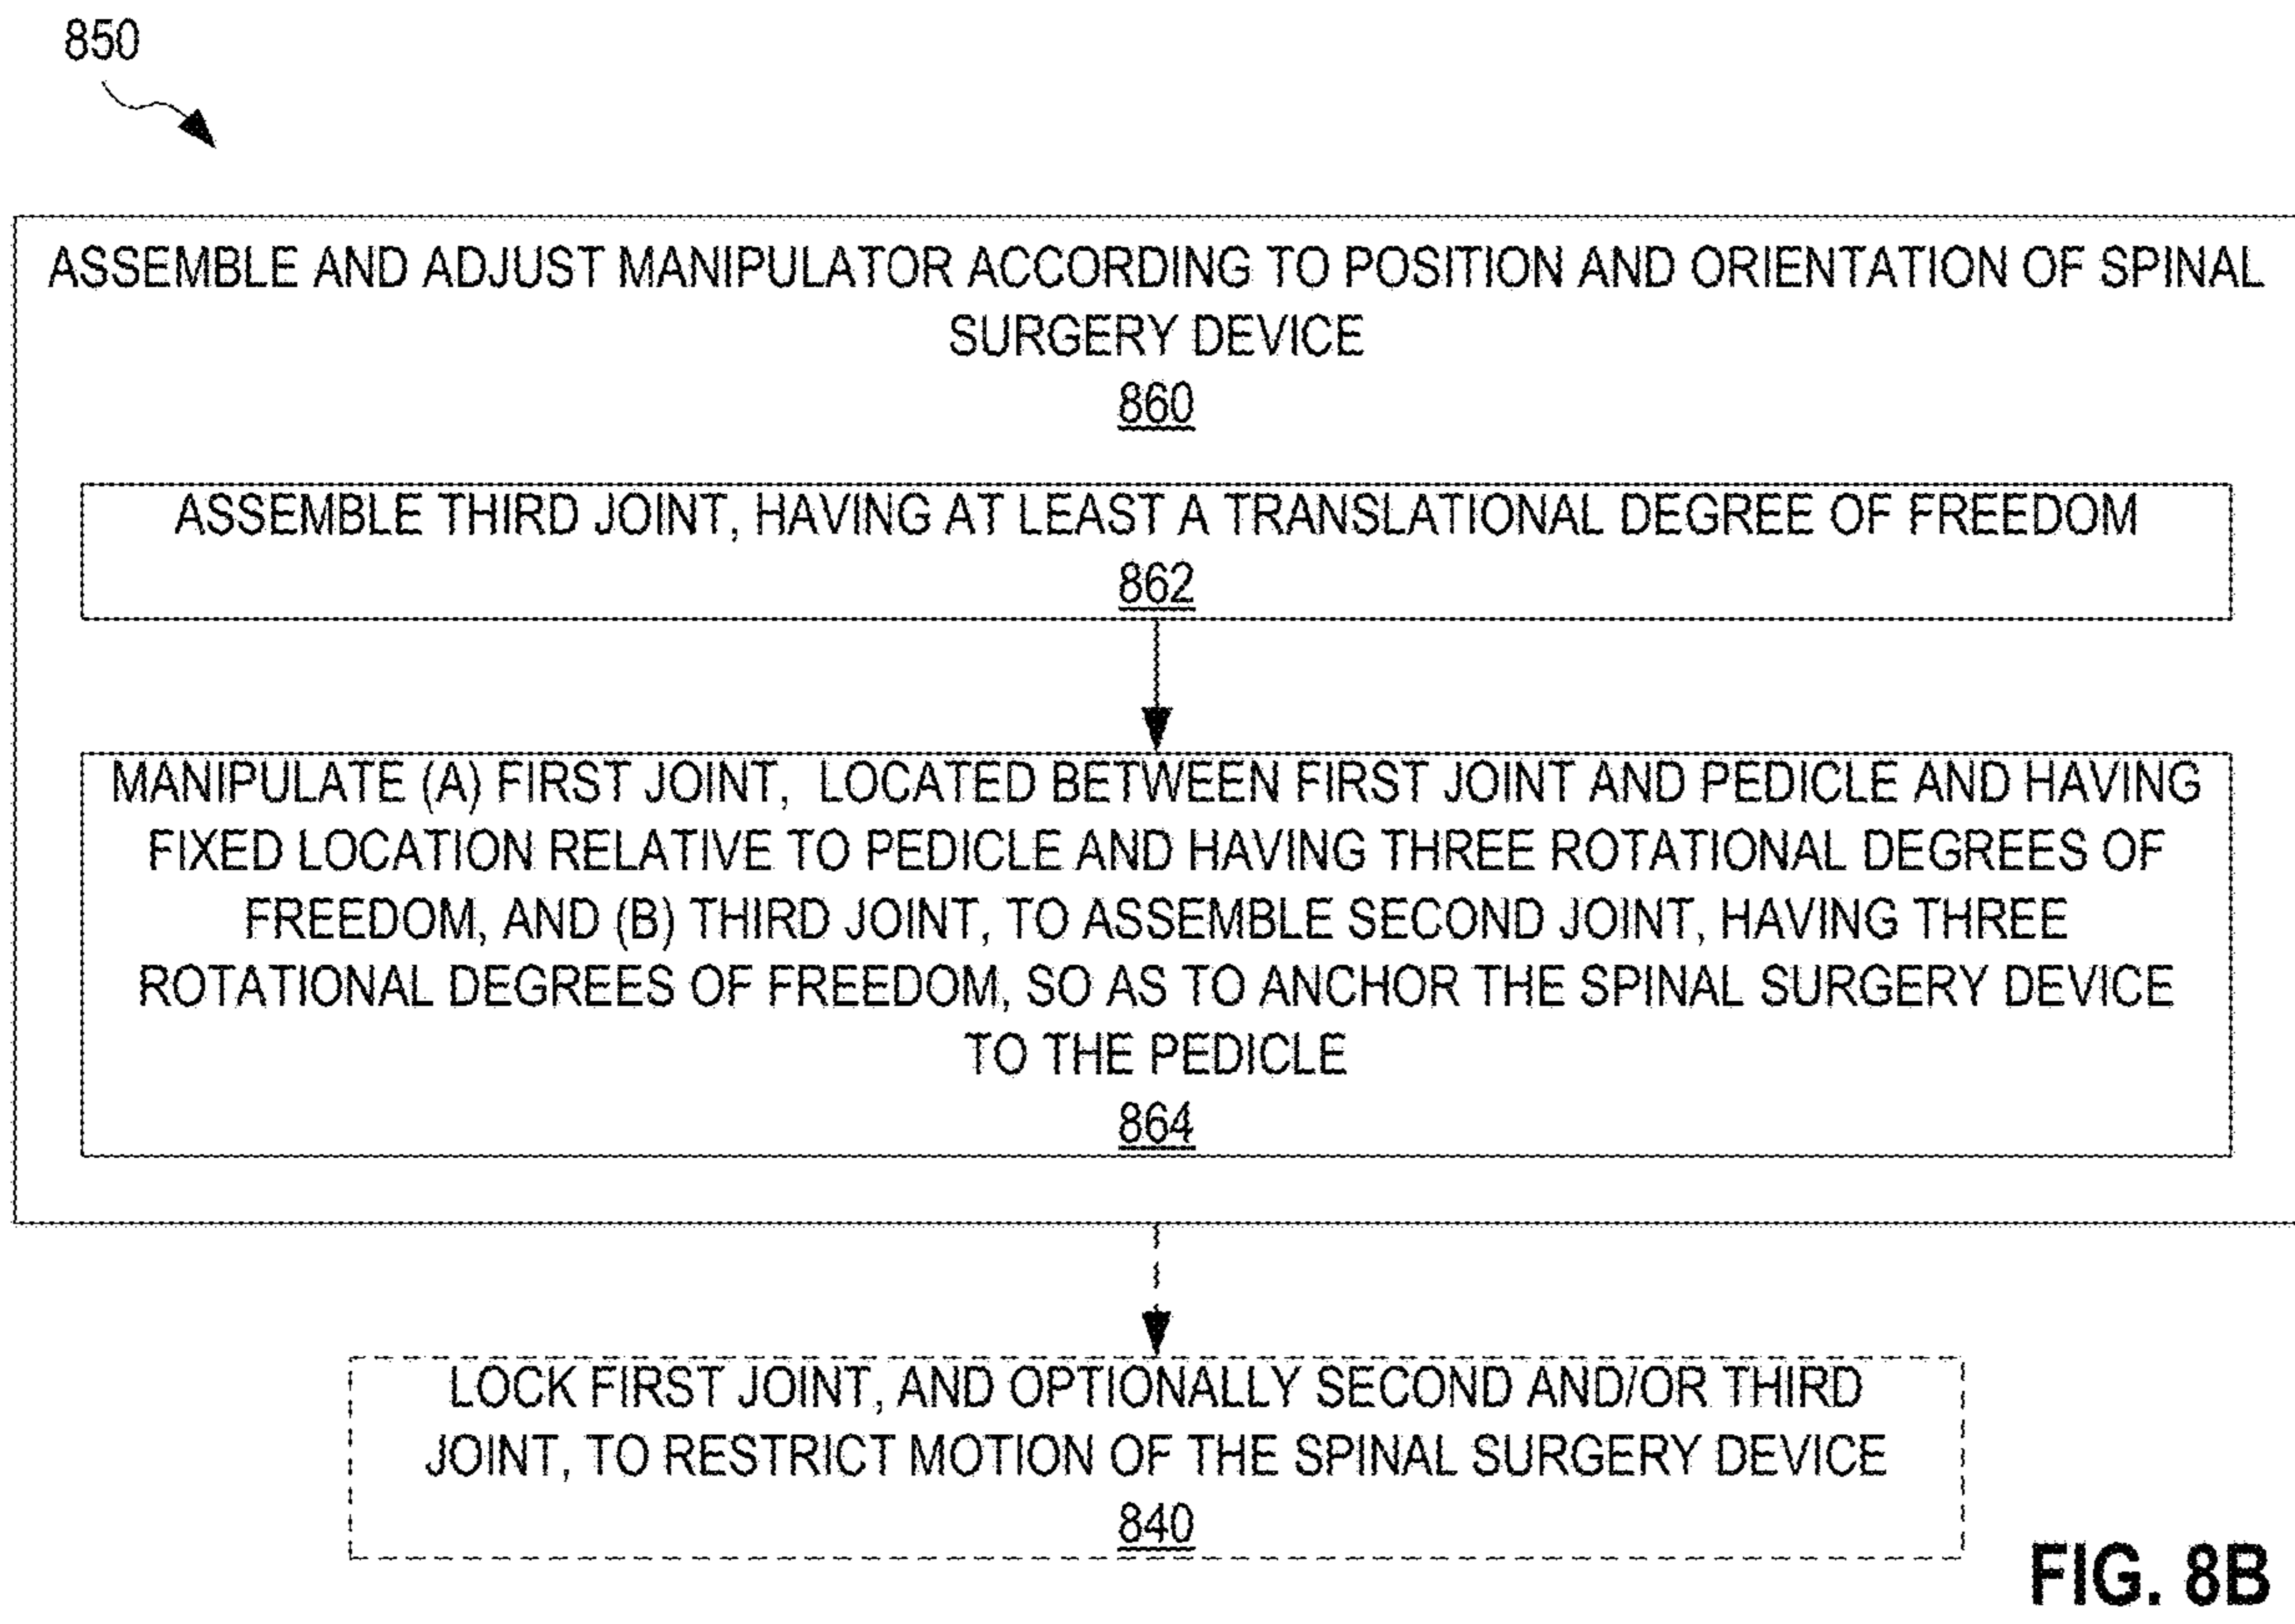 850
ASSEMBLE AND ADJUST MANIPULATOR ACCORDING TO POSITION AND ORIENTATION OF SPINAL
SURGERY DEVICE
860
ASSEMBLE THIRD JOINT, HAVING AT LEAST A TRANSLATIONAL DEGREE OF FREEDOM
862
MANIPULATE (A) FIRST JOINT, LOCATED BETWEEN FIRST JOINT AND PEDICLE AND HAVING
FIXED LOCATION RELATIVE TO PEDICLE AND HAVING THREE ROTATIONAL DEGREES OF
FREEDOM, AND (B) THIRD JOINT, TO ASSEMBLE SECOND JOINT, HAVING THREE
ROTATIONAL DEGREES OF FREEDOM, SO AS TO ANCHOR THE SPINAL SURGERY DEVICE
TO THE PEDICLE
864
LOCK FIRST JOINT, AND OPTIONALLY SECOND AND/OR THIRD
JOINT, TO RESTRICT MOTION OF THE SPINAL SURGERY DEVICE
840
FIG. 8B